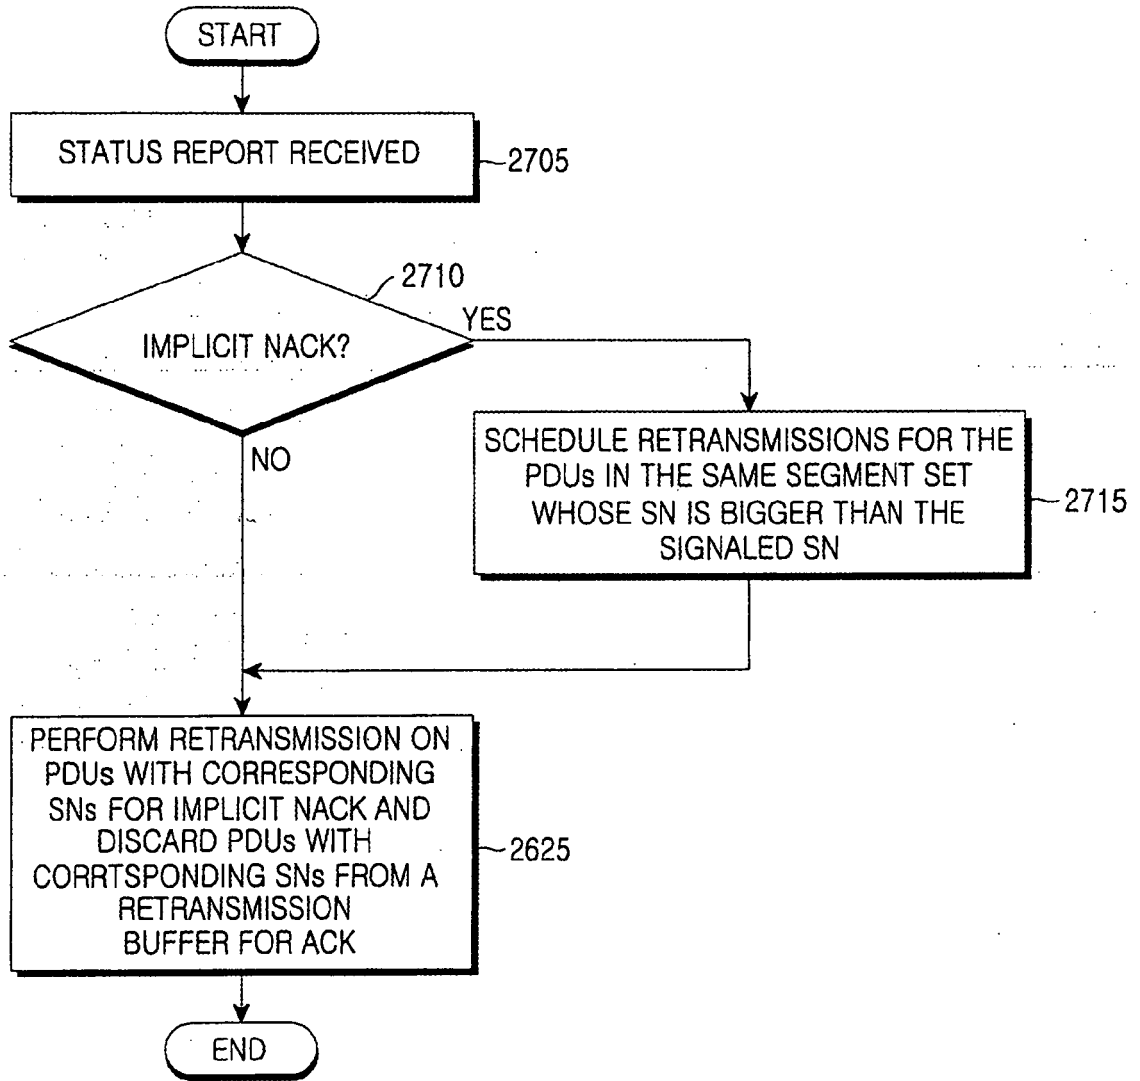 START
STATUS REPORT RECEIVED
2705
2710
IMPLICIT NACK?
YES
NO
SCHEDULE RETRANSMISSIONS FOR THE
PDUs IN THE SAME SEGMENT SET
WHOSE SN IS BIGGER THAN THE
SIGNALED SN
2715
PERFORM RETRANSMISSION ON
PDUs WITH CORRESPONDING
SNs FOR IMPLICIT NACK AND
DISCARD PDUs WITH
CORRTSPONDING SNs FROM A
RETRANSMISSION
BUFFER FOR ACK
2625
END